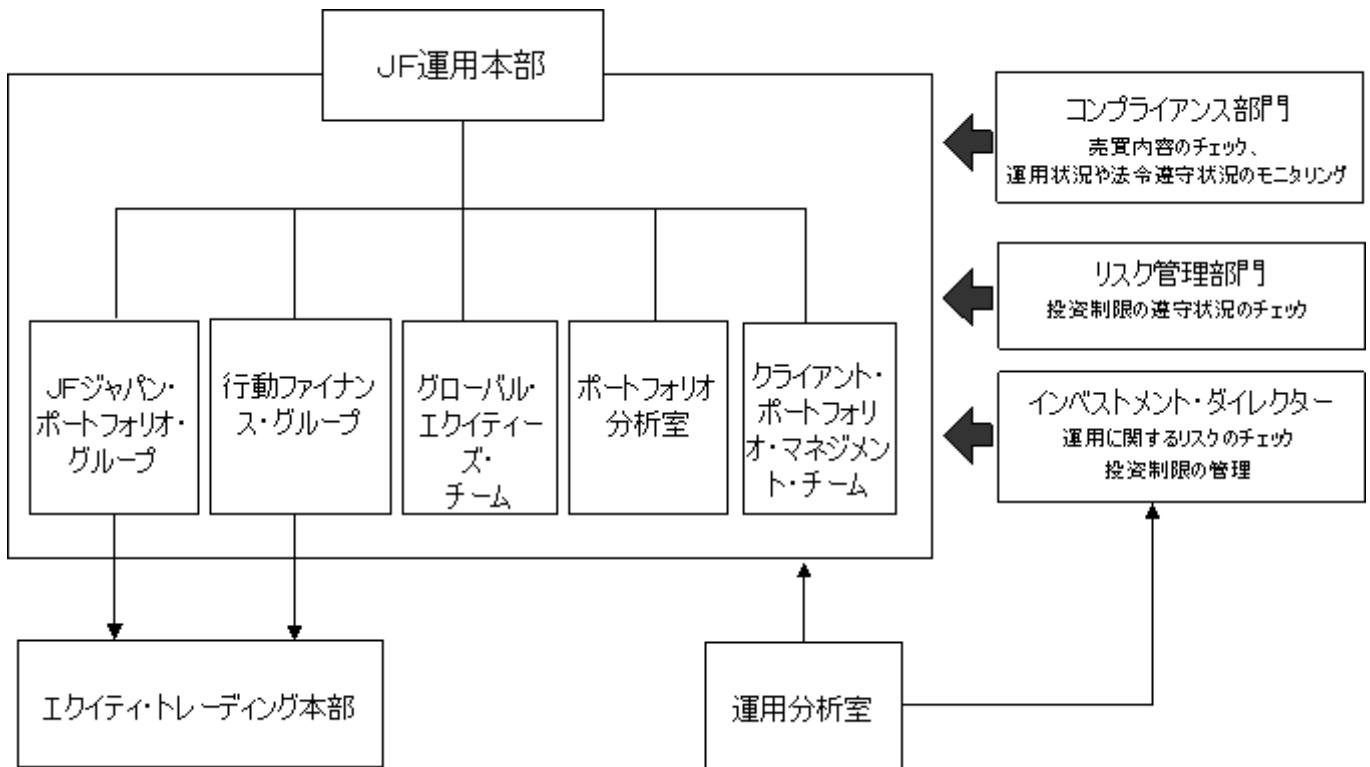 JF運用本部
コンプライアンス部門
売買内容のチェック、
運用状況や法令遵守状況のモニタリング
リスク管理部門
投資制限の遵守状況のチェック
インベストメント・ダイレクター
運用に関するリスクのチェック
投資制限の管理
JFジャパン・
ポートフォリオ・
グループ
行動ファイナン
ス・グループ
グローバル・
エクイティー
ズ・
チーム
ポートフォリオ
分析室
クライアント・
ポートフォリ
オ・マネジメン
ト・チーム
エクイティ・トレーディング本部
運用分析室